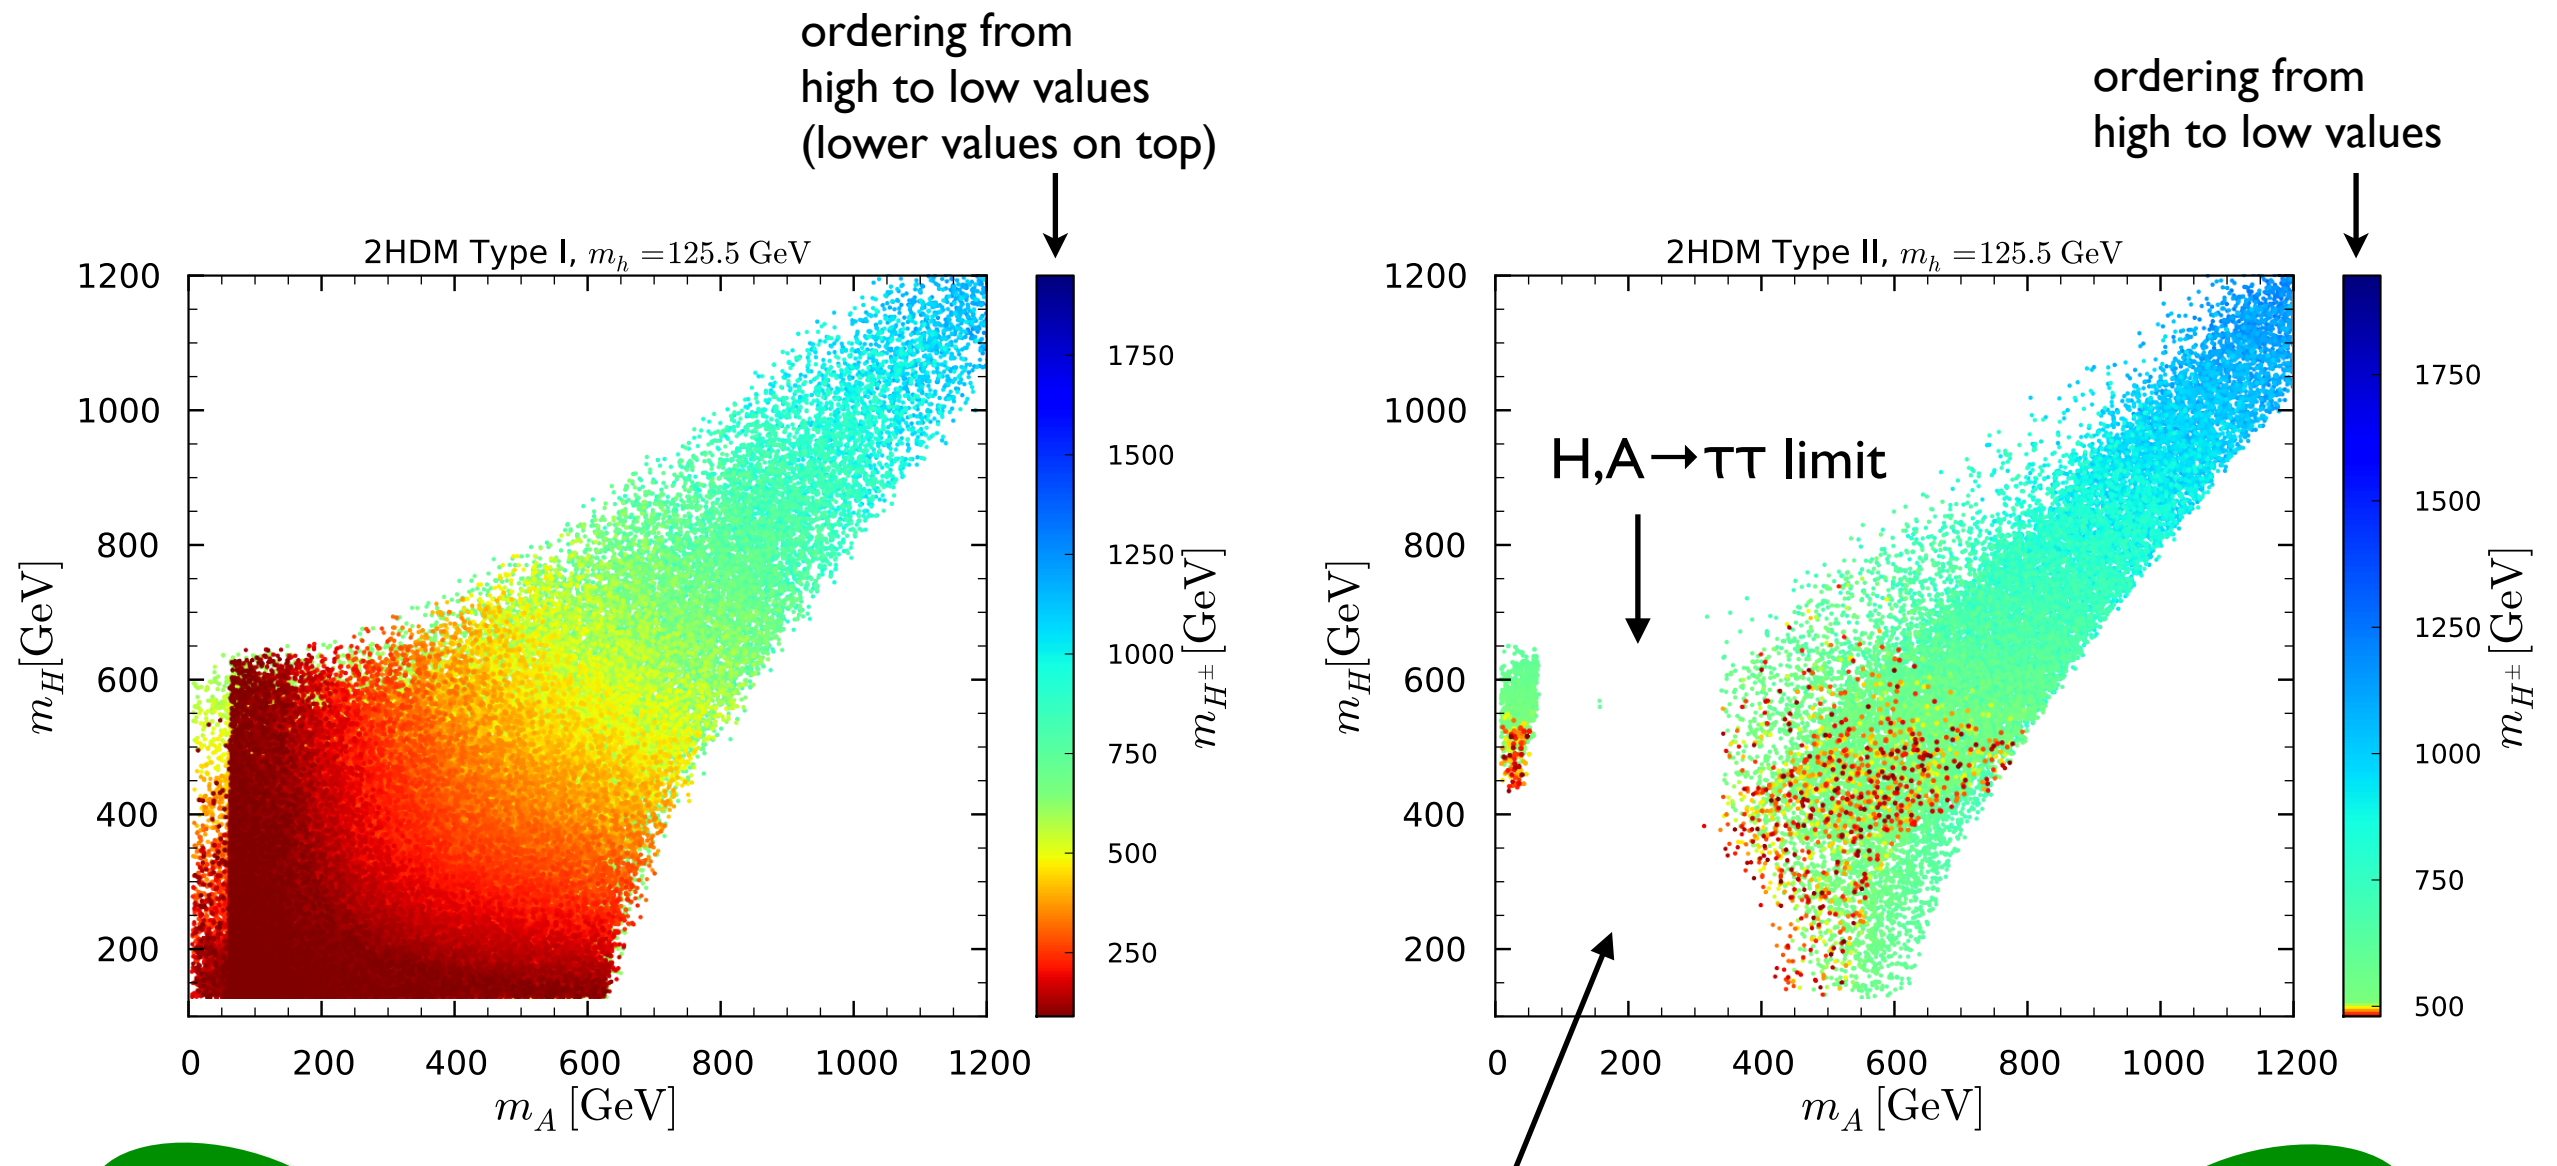 ordering from
high to low values
(lower values on top)
ordering from
high to low values
2HDM Type I, m_h = 125.5 GeV
1200
1000
800
600
400
200
m_H [GeV]
0 200 400 600 800 1000 1200
m_A [GeV]
1750
1500
1250
1000
750
500
250
m_{H^±} [GeV]
2HDM Type II, m_h = 125.5 GeV
H,A→ττ limit
1200
1000
800
600
400
200
m_H [GeV]
0 200 400 600 800 1000 1200
m_A [GeV]
1750
1500
1250
1000
750
500
m_{H^±} [GeV]